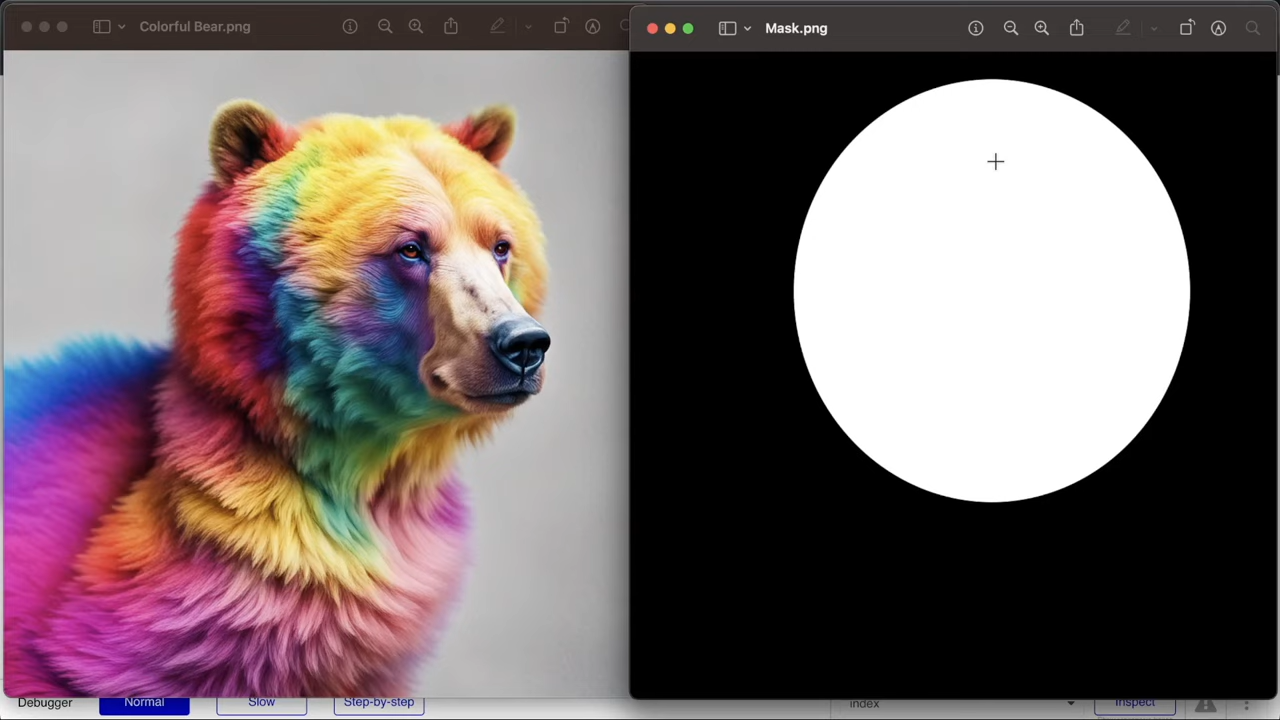 Colorful Bear.png
Mask.png
Debugger
Normal
Slow
Step-by-step
index
Inspect